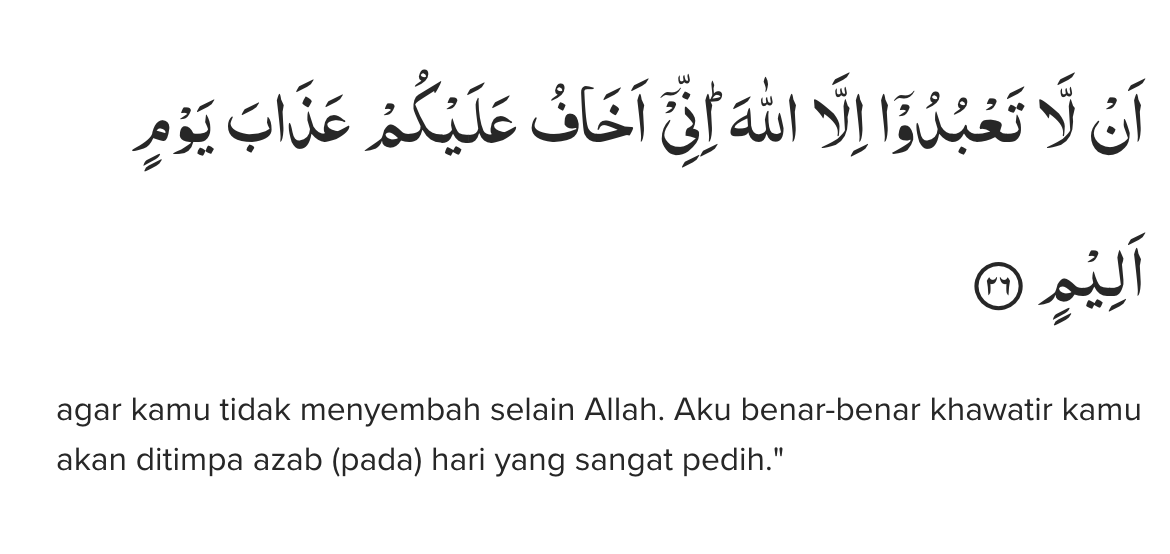 اَنْ لَّا تَعْبُدُوْٓا اِلَّا اللّٰهَ ۗاِنِّيْٓ اَخَافُ عَلَيْكُمْ عَذَابَ يَوْمٍ
اَلِيْمٍ ٢٦
agar kamu tidak menyembah selain Allah. Aku benar-benar khawatir kamu
akan ditimpa azab (pada) hari yang sangat pedih."